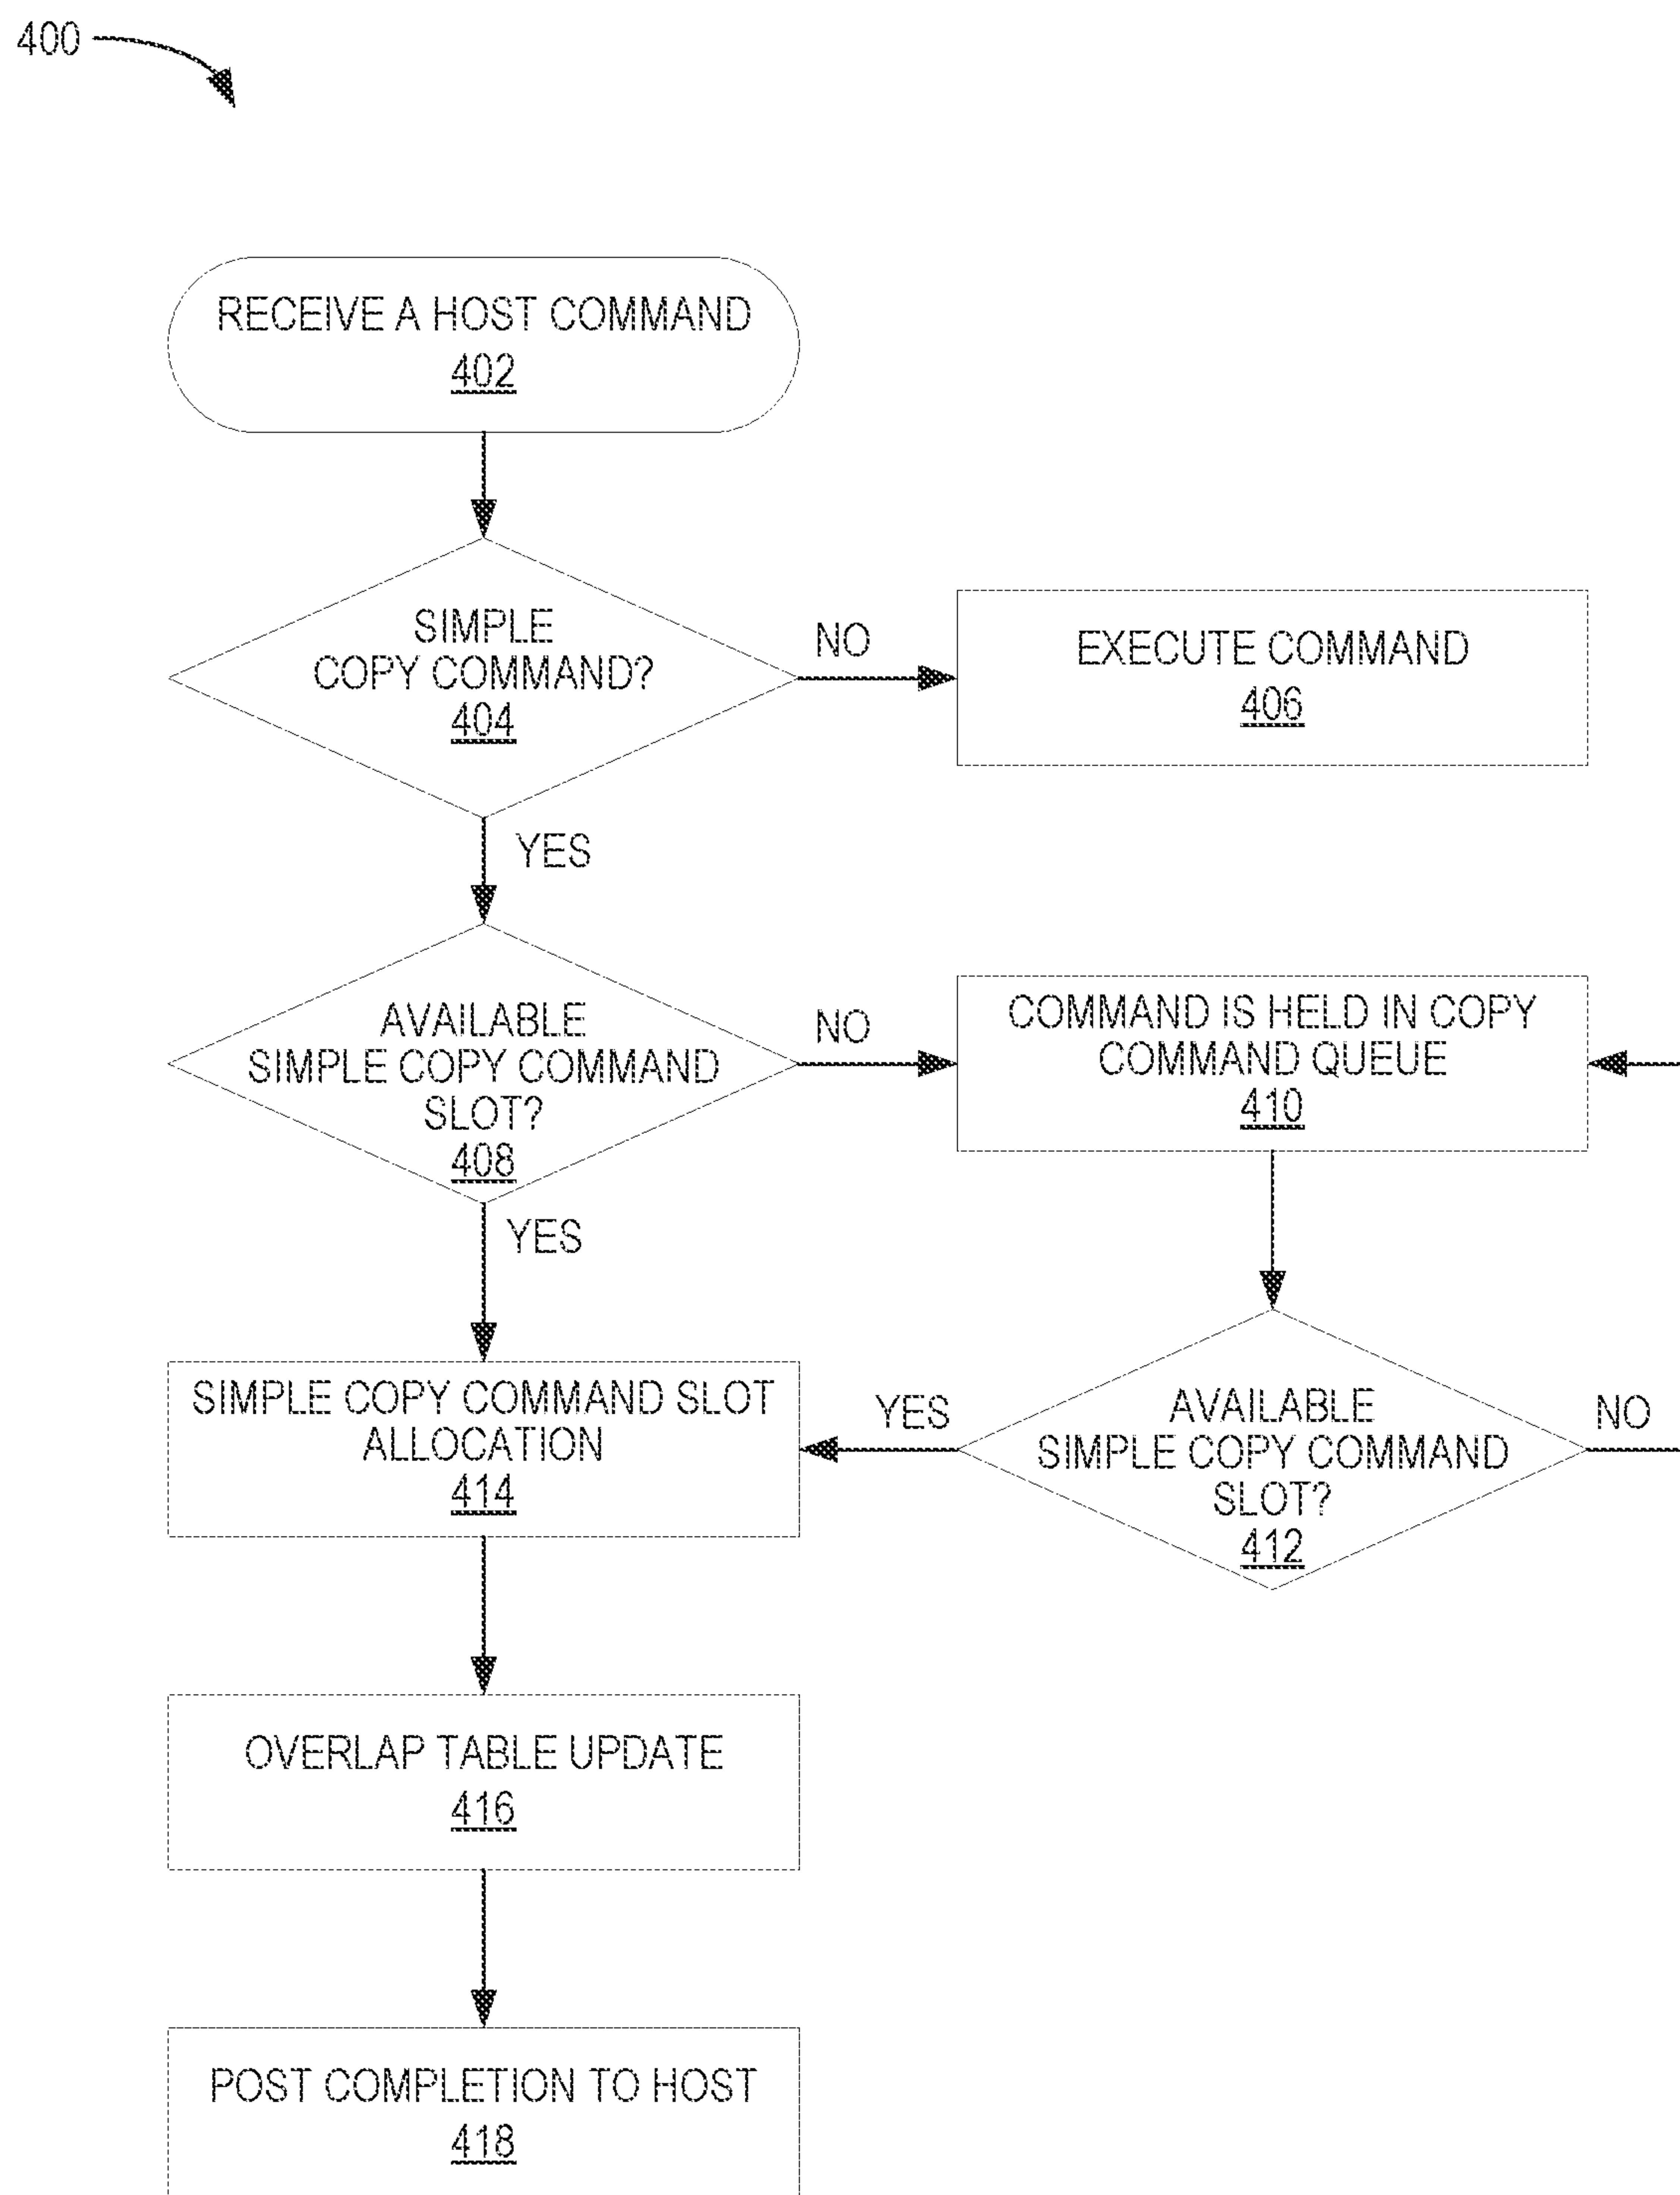 400
RECEIVE A HOST COMMAND
402
SIMPLE
COPY COMMAND?
404
NO
EXECUTE COMMAND
406
YES
AVAILABLE
SIMPLE COPY COMMAND
SLOT?
408
NO
COMMAND IS HELD IN COPY
COMMAND QUEUE
410
YES
SIMPLE COPY COMMAND SLOT
ALLOCATION
414
YES
AVAILABLE
SIMPLE COPY COMMAND
SLOT?
412
NO
OVERLAP TABLE UPDATE
416
POST COMPLETION TO HOST
418